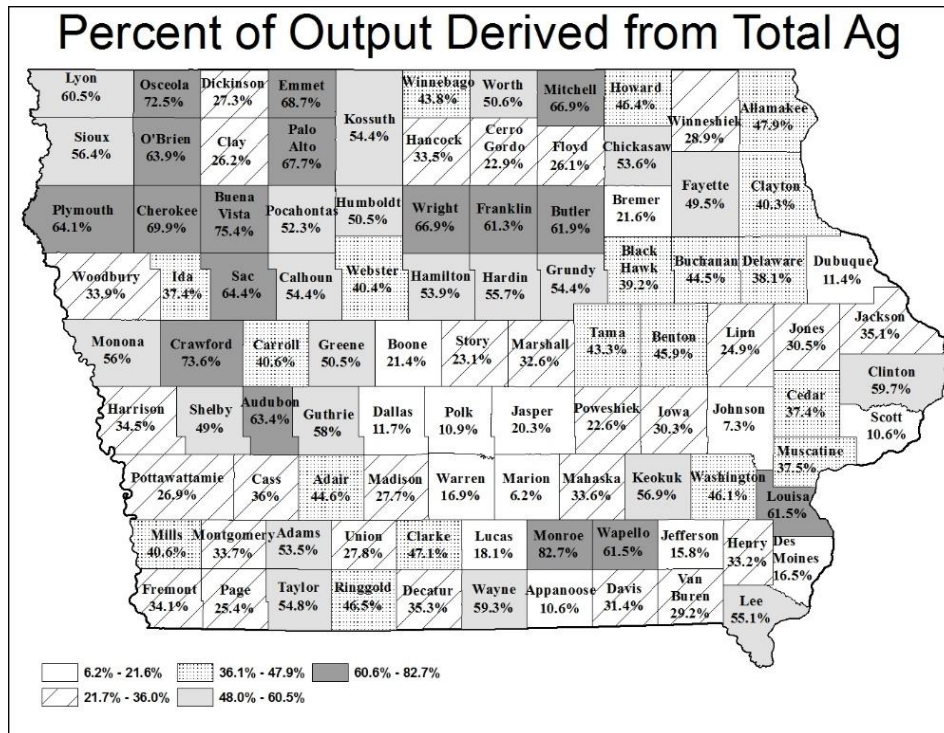 Percent of Output Derived from Total Ag
Lyon
60.5%
Osceola
72.5%
Dickinson
27.3%
Emmet
68.7%
Kossuth
54.4%
Winnebago
43.8%
Worth
50.6%
Mitchell
66.9%
Howard
46.4%
Winneshiek
28.9%
Allamakee
47.9%
Sioux
56.4%
O'Brien
63.9%
Clay
26.2%
Palo
Alto
67.7%
Hancock
33.5%
Cerro
Gordo
22.9%
Floyd
26.1%
Chickasaw
53.6%
Fayette
49.5%
Clayton
40.3%
Plymouth
64.1%
Cherokee
69.9%
Buena
Vista
75.4%
Pocahontas
52.3%
Humboldt
50.5%
Wright
66.9%
Franklin
61.3%
Butler
61.9%
Bremer
21.6%
Woodbury
33.9%
Ida
37.4%
Sac
64.4%
Calhoun
54.4%
Webster
40.4%
Hamilton
53.9%
Hardin
55.7%
Grundy
54.4%
Black
Hawk
39.2%
Buchanan
44.5%
Delaware
38.1%
Dubuque
11.4%
Monona
56%
Crawford
73.6%
Carroll
40.6%
Greene
50.5%
Boone
21.4%
Story
23.1%
Marshall
32.6%
Tama
43.3%
Benton
45.9%
Linn
24.9%
Jones
30.5%
Jackson
35.1%
Clinton
59.7%
Harrison
34.5%
Shelby
49%
Audubon
63.4%
Guthrie
58%
Dallas
11.7%
Polk
10.9%
Jasper
20.3%
Poweshiek
22.6%
Iowa
30.3%
Johnson
7.3%
Cedar
37.4%
Scott
10.6%
Muscatine
37.5%
Pottawattamie
26.9%
Cass
36%
Adair
44.6%
Madison
27.7%
Warren
16.9%
Marion
6.2%
Mahaska
33.6%
Keokuk
56.9%
Washington
46.1%
Louisa
61.5%
Mills
40.6%
Montgomery
33.7%
Adams
53.5%
Union
27.8%
Clarke
47.1%
Lucas
18.1%
Monroe
82.7%
Wapello
61.5%
Jefferson
15.8%
Henry
33.2%
Des
Moines
16.5%
Fremont
34.1%
Page
25.4%
Taylor
54.8%
Ringgold
46.5%
Decatur
35.3%
Wayne
59.3%
Appanoose
10.6%
Davis
31.4%
Van
Buren
29.2%
Lee
55.1%
6.2% - 21.6%
36.1% - 47.9%
60.6% - 82.7%
21.7% - 36.0%
48.0% - 60.5%